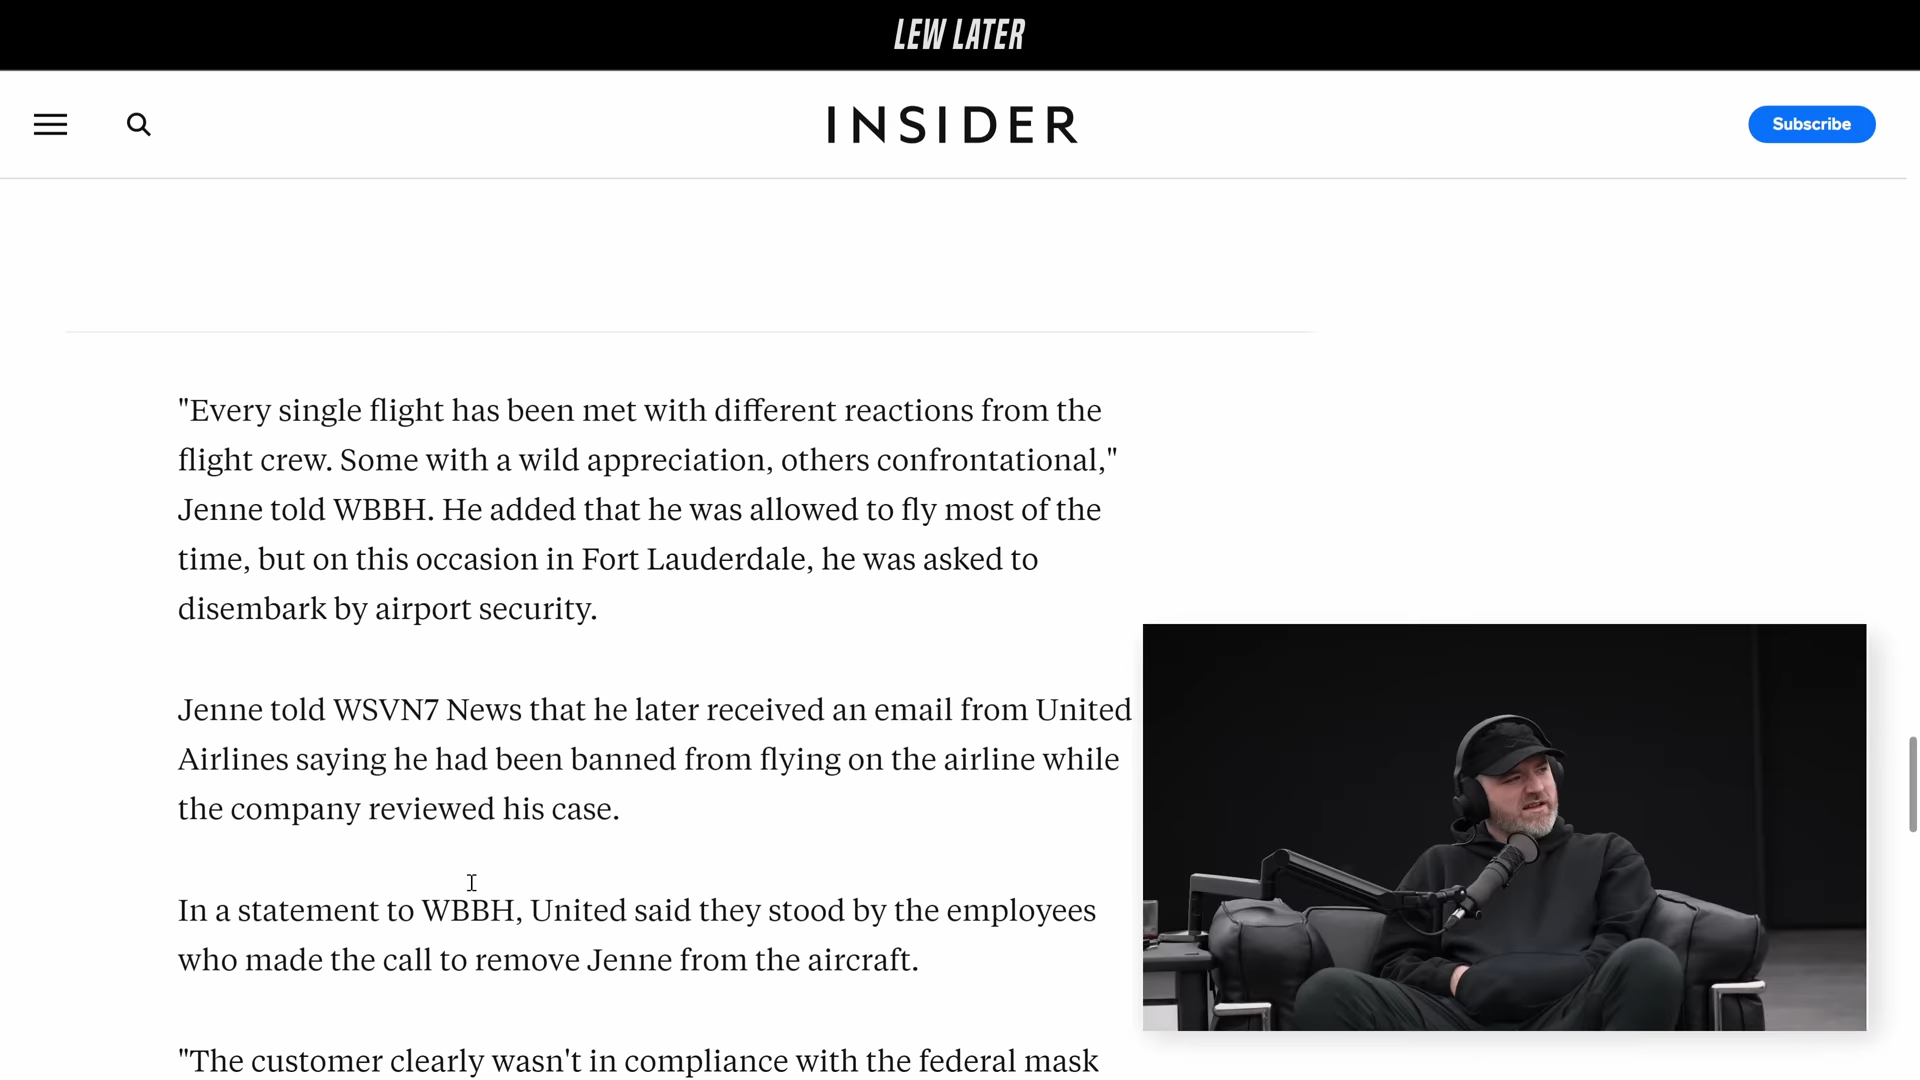 LEW LATER
INSIDER
Subscribe
"Every single flight has been met with different reactions from the
flight crew. Some with a wild appreciation, others confrontational,"
Jenne told WBBH. He added that he was allowed to fly most of the
time, but on this occasion in Fort Lauderdale, he was asked to
disembark by airport security.
Jenne told WSVN7 News that he later received an email from United
Airlines saying he had been banned from flying on the airline while
the company reviewed his case.
In a statement to WBBH, United said they stood by the employees
who made the call to remove Jenne from the aircraft.
"The customer clearly wasn't in compliance with the federal mask